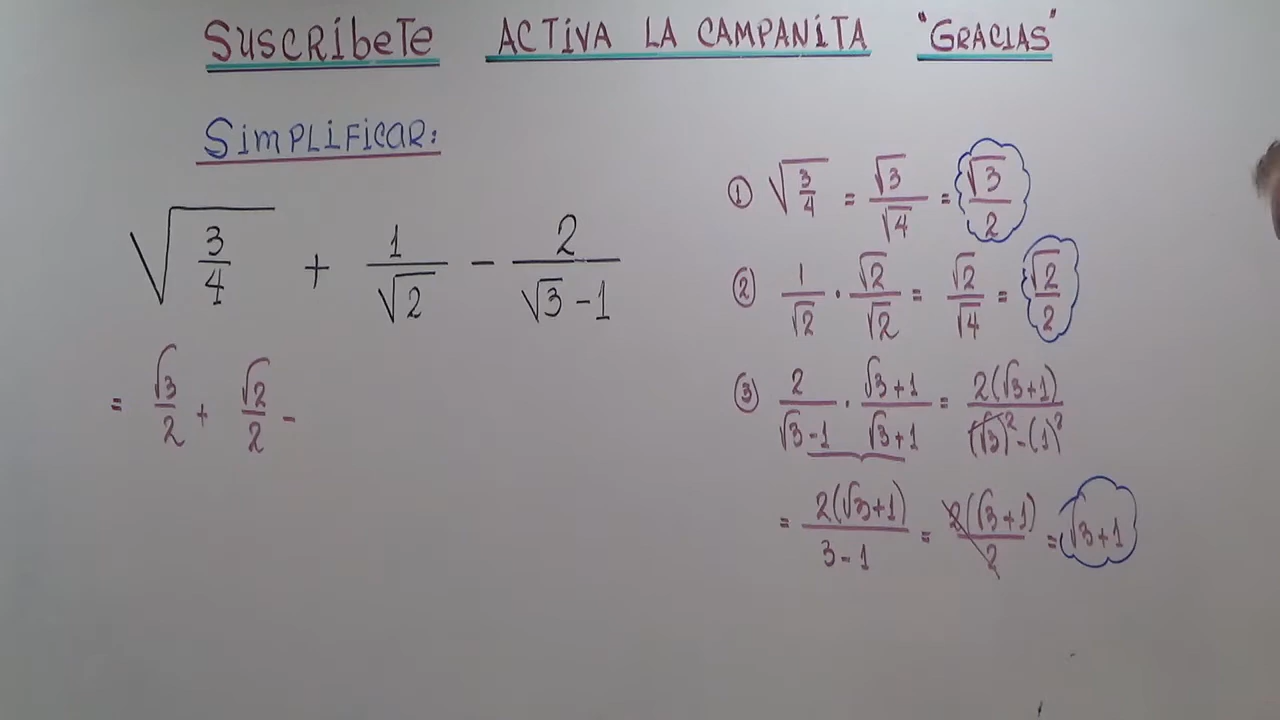 SUSCRÍBETE ACTIVA LA CAMPANITA "GRACIAS"
SIMPLIFICAR:
√(3/4) + 1/√2 - 2/(√3-1)
= √3/2 + √2/2 -
① √(3/4) = √3/√4 = √3/2
② 1/√2 · √2/√2 = √2/√4 = √2/2
③ 2/(√3-1) · (√3+1)/(√3+1) = 2(√3+1)/((√3)²-(1)²)
= 2(√3+1)/(3-1) = 2(√3+1)/2 = √3+1